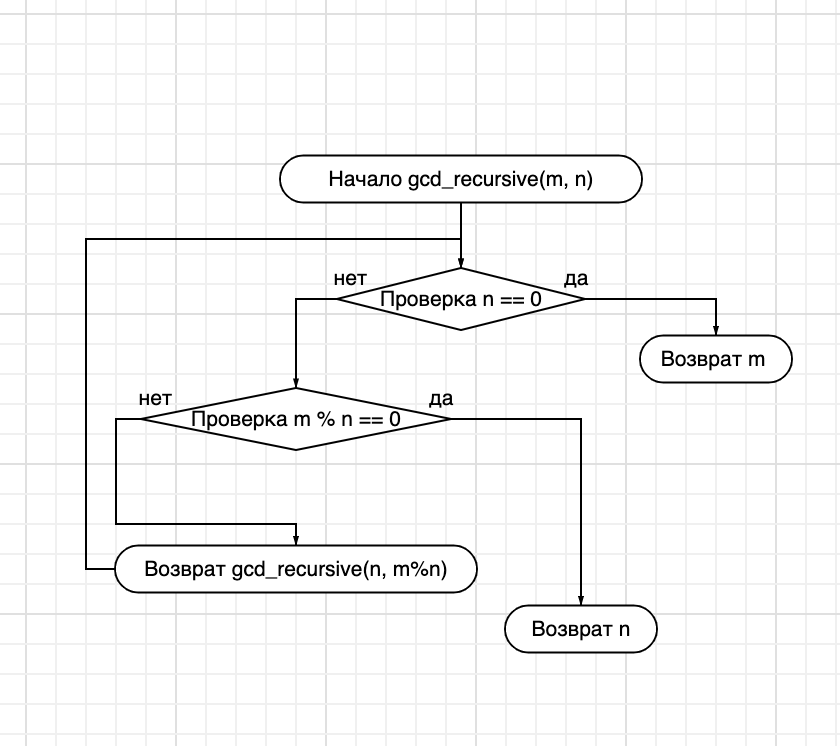 Начало gcd_recursive(m, n)
нет
да
Проверка n == 0
Возврат m
нет
да
Проверка m % n == 0
Возврат gcd_recursive(n, m%n)
Возврат n